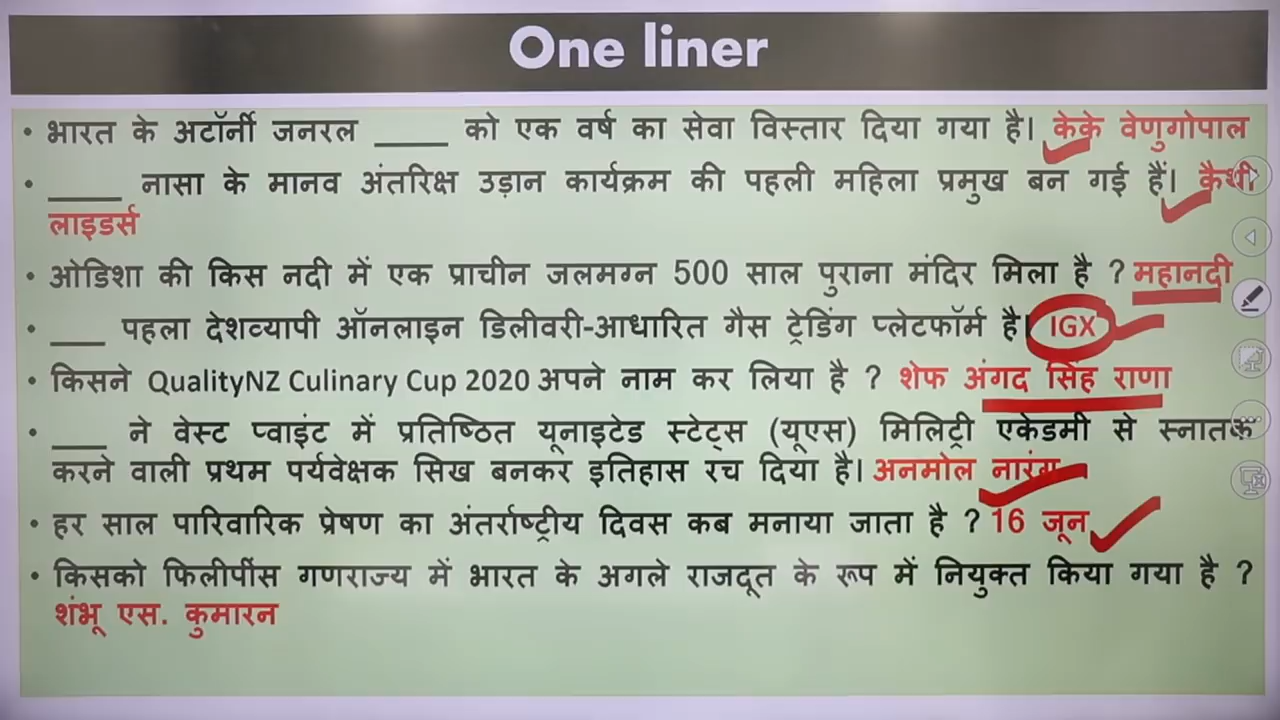 One liner
• भारत के अटॉर्नी जनरल ____ को एक वर्ष का सेवा विस्तार दिया गया है। केके वेणुगोपाल
• ____ नासा के मानव अंतरिक्ष उड़ान कार्यक्रम की पहली महिला प्रमुख बन गई हैं। कैथी
लाइडर्स
• ओडिशा की किस नदी में एक प्राचीन जलमग्न 500 साल पुराना मंदिर मिला है ? महानदी
• ____ पहला देशव्यापी ऑनलाइन डिलीवरी-आधारित गैस ट्रेडिंग प्लेटफॉर्म है। IGX
• किसने QualityNZ Culinary Cup 2020 अपने नाम कर लिया है ? शेफ अंगद सिंह राणा
• ____ ने वेस्ट प्वाइंट में प्रतिष्ठित यूनाइटेड स्टेट्स (यूएस) मिलिट्री एकेडमी से स्नातक
करने वाली प्रथम पर्यवेक्षक सिख बनकर इतिहास रच दिया है। अनमोल नारंग
• हर साल पारिवारिक प्रेषण का अंतर्राष्ट्रीय दिवस कब मनाया जाता है ? 16 जून
• किसको फिलीपींस गणराज्य में भारत के अगले राजदूत के रूप में नियुक्त किया गया है ?
शंभू एस. कुमारन